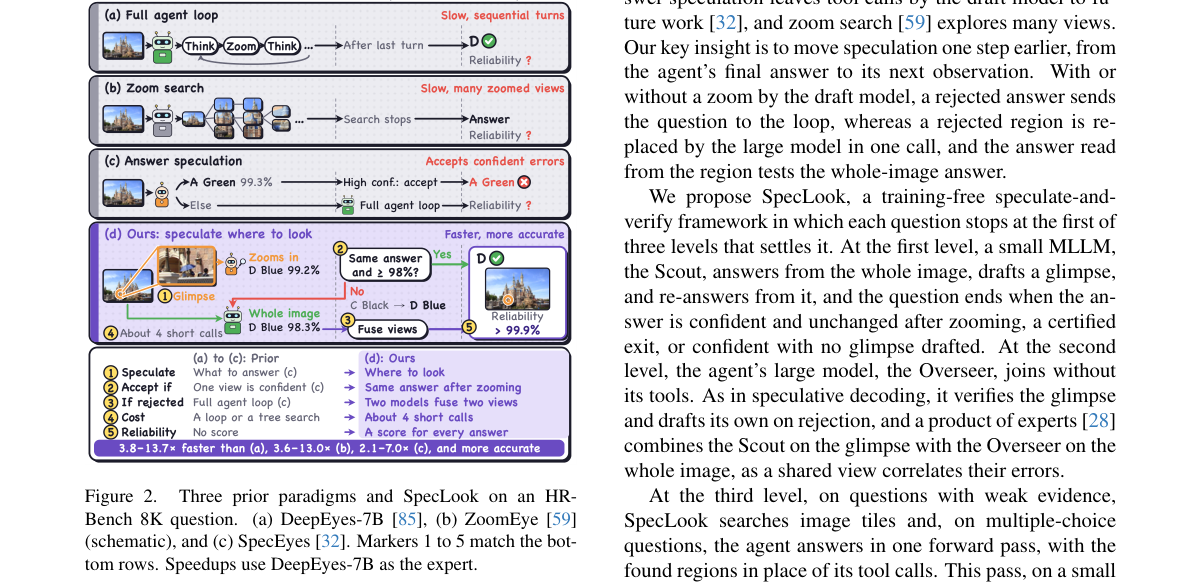 (a) Full agent loop
Slow, sequential turns
Think Zoom Think ... After last turn D
Reliability ?
(b) Zoom search
Slow, many zoomed views
... Search stops Answer
Reliability ?
(c) Answer speculation
Accepts confident errors
A Green 99.3% High conf.: accept A Green
Else Full agent loop Reliability ?
(d) Ours: speculate where to look
Faster, more accurate
Zooms in
D Blue 99.2%
1 Glimpse
2
Same answer
and ≥ 98%?
Yes
No
C Black → D Blue
Whole image
D Blue 98.3%
3
Fuse views
4 About 4 short calls
5
D
Reliability
> 99.9%
(a) to (c): Prior (d): Ours
1 Speculate What to answer (c) → Where to look
2 Accept if One view is confident (c) → Same answer after zooming
3 If rejected Full agent loop (c) → Two models fuse two views
4 Cost A loop or a tree search → About 4 short calls
5 Reliability No score → A score for every answer
3.8–13.7× faster than (a), 3.6–13.0× (b), 2.1–7.0× (c), and more accurate
Figure 2. Three prior paradigms and SpecLook on an HR-
Bench 8K question. (a) DeepEyes-7B [85], (b) ZoomEye [59]
(schematic), and (c) SpecEyes [32]. Markers 1 to 5 match the bot-
tom rows. Speedups use DeepEyes-7B as the expert.
swer speculation leaves tool calls by the draft model to fu-
ture work [32], and zoom search [59] explores many views.
Our key insight is to move speculation one step earlier, from
the agent's final answer to its next observation. With or
without a zoom by the draft model, a rejected answer sends
the question to the loop, whereas a rejected region is re-
placed by the large model in one call, and the answer read
from the region tests the whole-image answer.
We propose SpecLook, a training-free speculate-and-
verify framework in which each question stops at the first of
three levels that settles it. At the first level, a small MLLM,
the Scout, answers from the whole image, drafts a glimpse,
and re-answers from it, and the question ends when the an-
swer is confident and unchanged after zooming, a certified
exit, or confident with no glimpse drafted. At the second
level, the agent's large model, the Overseer, joins without
its tools. As in speculative decoding, it verifies the glimpse
and drafts its own on rejection, and a product of experts [28]
combines the Scout on the glimpse with the Overseer on the
whole image, as a shared view correlates their errors.
At the third level, on questions with weak evidence,
SpecLook searches image tiles and, on multiple-choice
questions, the agent answers in one forward pass, with the
found regions in place of its tool calls. This pass, on a small